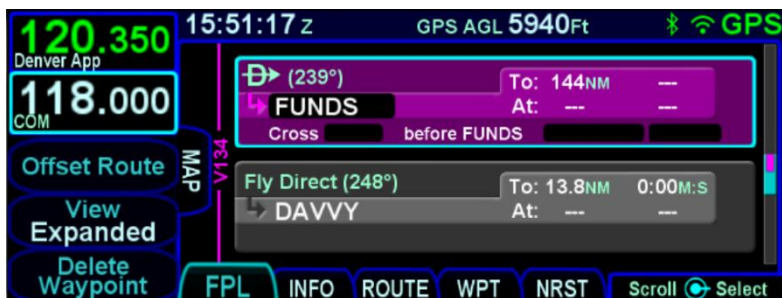 120.350
Denver App
118.000
COM
Offset Route
View
Expanded
Delete
Waypoint
15:51:17 Z
GPS AGL 5940Ft
GPS
MAP
V134
D (239°)
To: 144NM ---
FUNDS
At: --- ---
Cross before FUNDS
Fly Direct (248°)
To: 13.8NM 0:00M:S
DAVVY
At: --- ---
FPL INFO ROUTE WPT NRST Scroll Select